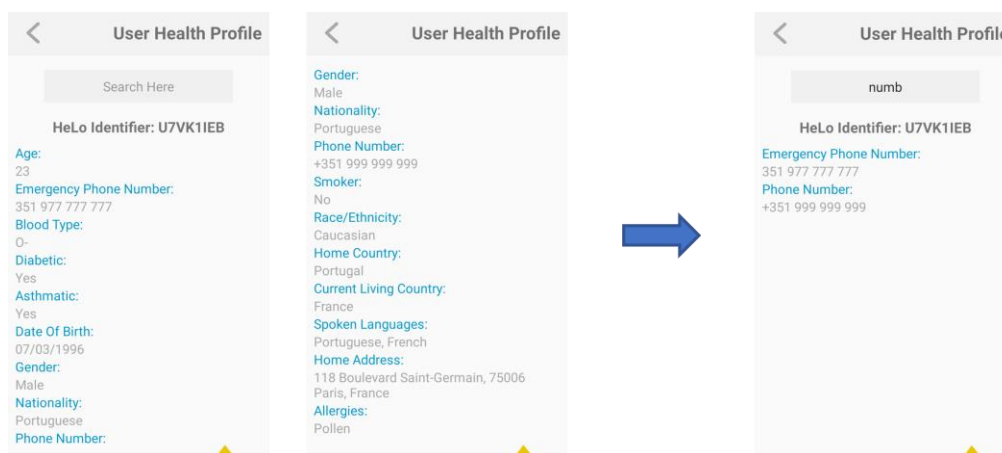 User Health Profile
Search Here
HeLo Identifier: U7VK1IEB
Age:
23
Emergency Phone Number:
351 977 777 777
Blood Type:
O-
Diabetic:
Yes
Asthmatic:
Yes
Date Of Birth:
07/03/1996
Gender:
Male
Nationality:
Portuguese
Phone Number:
User Health Profile
Gender:
Male
Nationality:
Portuguese
Phone Number:
+351 999 999 999
Smoker:
No
Race/Ethnicity:
Caucasian
Home Country:
Portugal
Current Living Country:
France
Spoken Languages:
Portuguese, French
Home Address:
118 Boulevard Saint-Germain, 75006
Paris, France
Allergies:
Pollen
User Health Profile
numb
HeLo Identifier: U7VK1IEB
Emergency Phone Number:
351 977 777 777
Phone Number:
+351 999 999 999